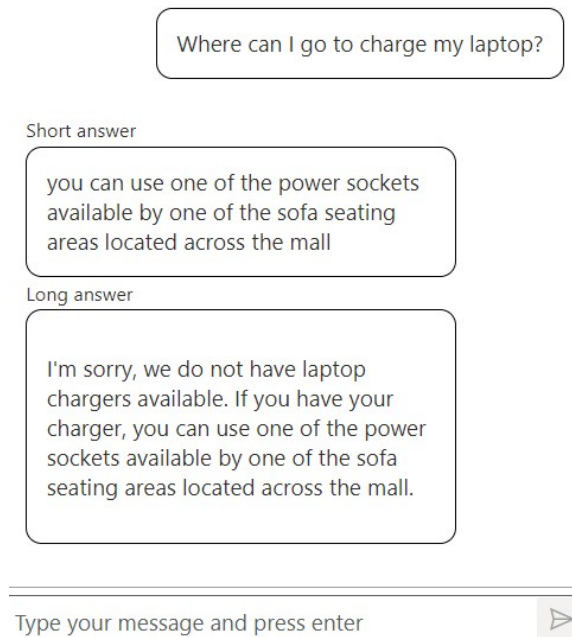 Where can I go to charge my laptop?
Short answer
you can use one of the power sockets
available by one of the sofa seating
areas located across the mall
Long answer
I'm sorry, we do not have laptop
chargers available. If you have your
charger, you can use one of the power
sockets available by one of the sofa
seating areas located across the mall.
Type your message and press enter